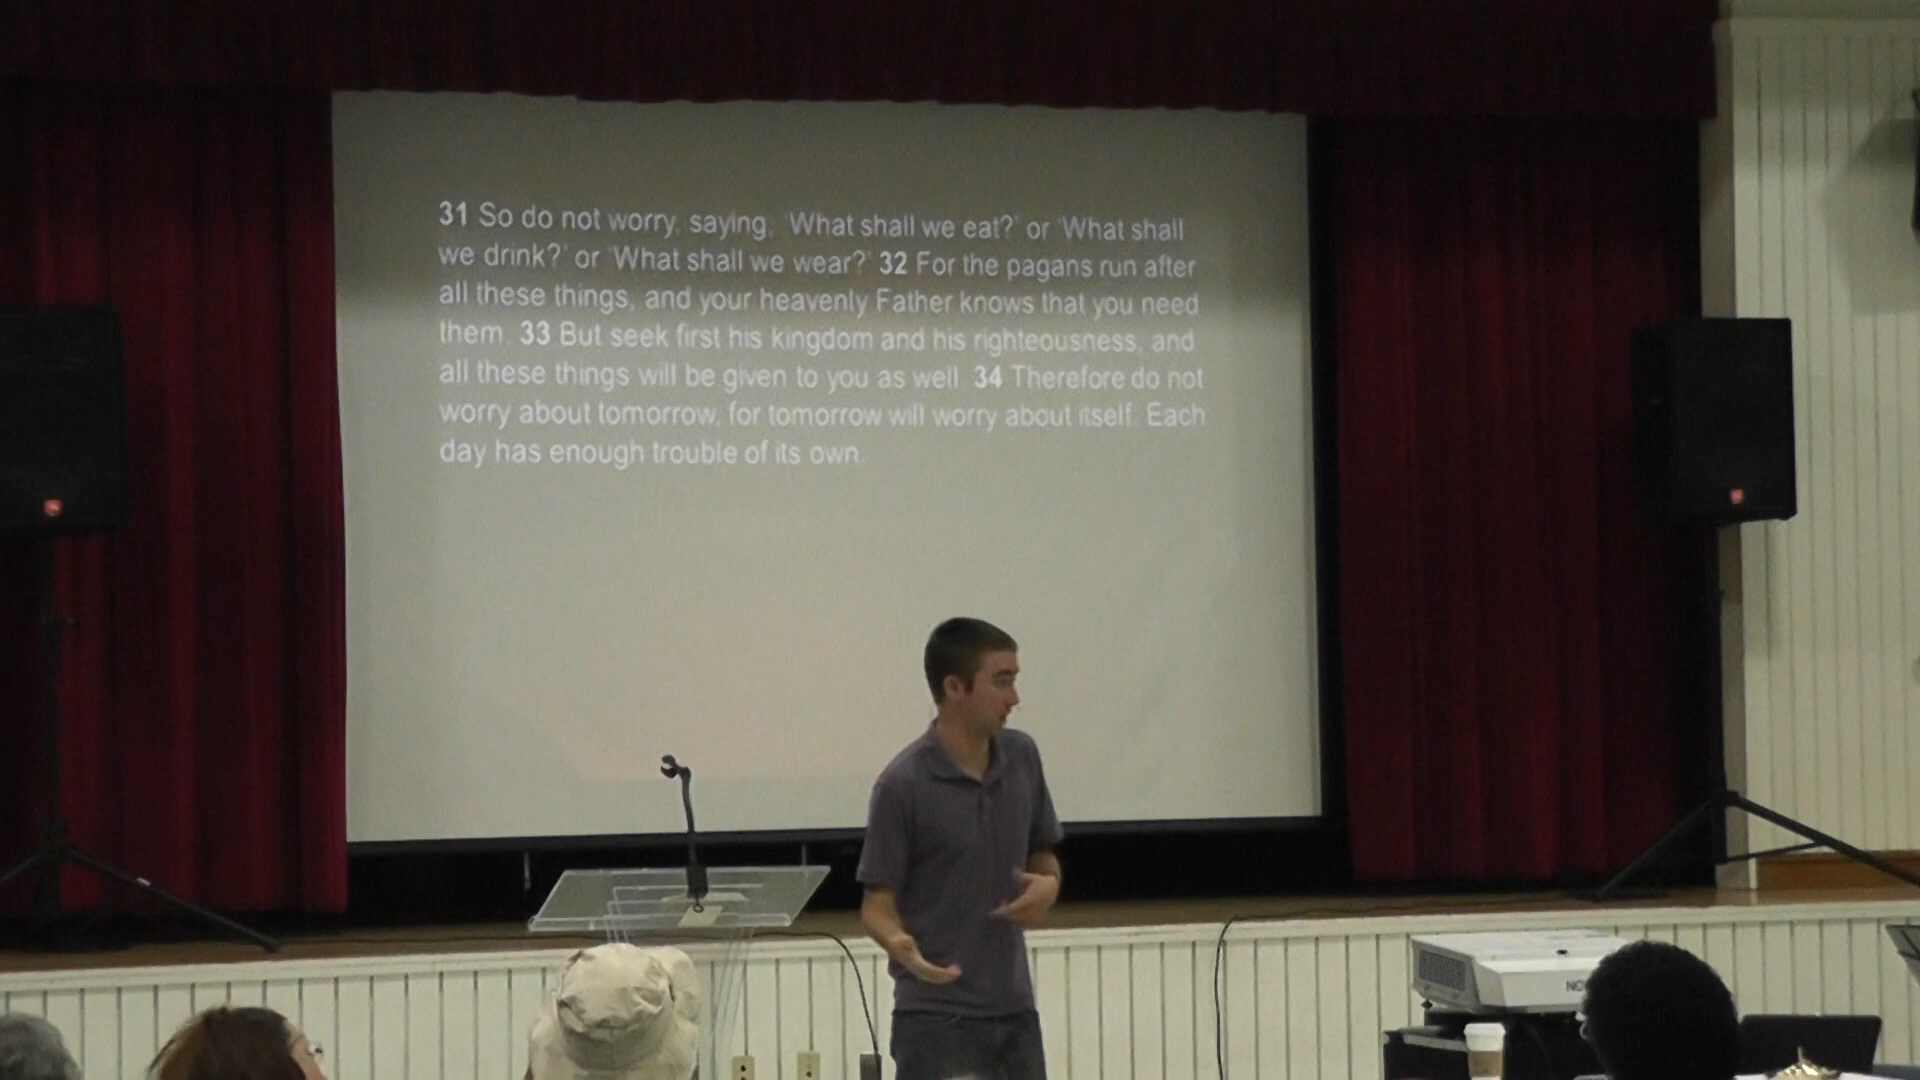 31 So do not worry, saying, 'What shall we eat?' or 'What shall
we drink?' or 'What shall we wear?' 32 For the pagans run after
all these things, and your heavenly Father knows that you need
them. 33 But seek first his kingdom and his righteousness, and
all these things will be given to you as well. 34 Therefore do not
worry about tomorrow, for tomorrow will worry about itself. Each
day has enough trouble of its own.